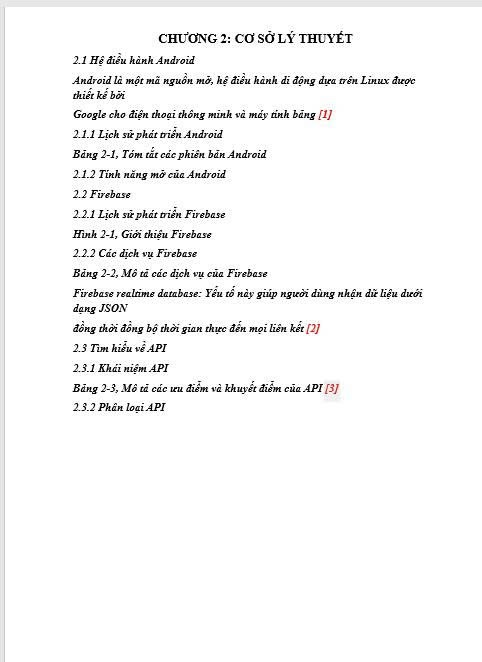 CHƯƠNG 2: CƠ SỞ LÝ THUYẾT
2.1 Hệ điều hành Android
Android là một mã nguồn mở, hệ điều hành di động dựa trên Linux được
thiết kế bởi
Google cho điện thoại thông minh và máy tính bảng [1]
2.1.1 Lịch sử phát triển Android
Bảng 2-1, Tóm tắt các phiên bản Android
2.1.2 Tính năng mở của Android
2.2 Firebase
2.2.1 Lịch sử phát triển Firebase
Hình 2-1, Giới thiệu Firebase
2.2.2 Các dịch vụ Firebase
Bảng 2-2, Mô tả các dịch vụ của Firebase
Firebase realtime database: Yếu tố này giúp người dùng nhận dữ liệu dưới
dạng JSON
đồng thời đồng bộ thời gian thực đến mọi liên kết [2]
2.3 Tìm hiểu về API
2.3.1 Khái niệm API
Bảng 2-3, Mô tả các ưu điểm và khuyết điểm của API [3]
2.3.2 Phân loại API